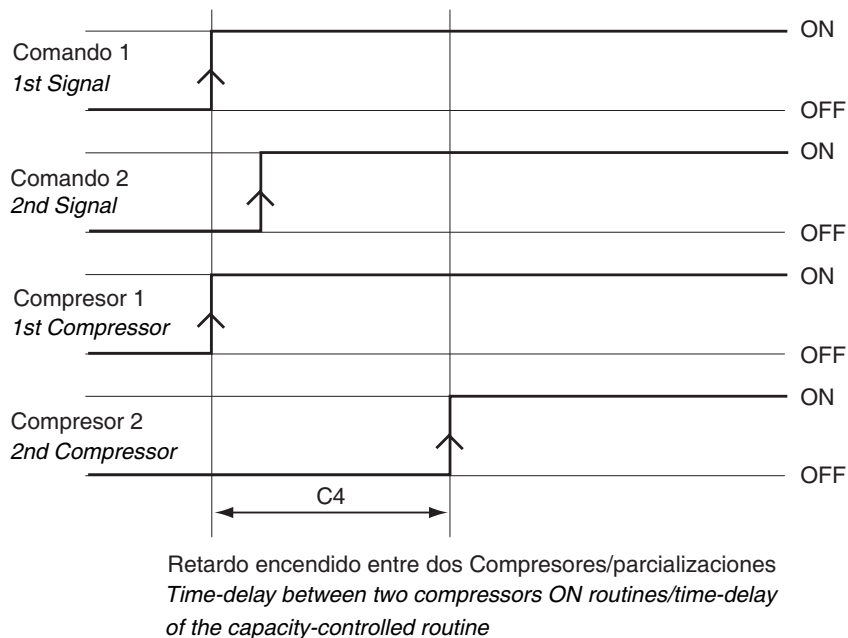 ON
Comando 1
1st Signal
OFF
ON
Comando 2
2nd Signal
OFF
ON
Compresor 1
1st Compressor
OFF
ON
Compresor 2
2nd Compressor
OFF
C4
Retardo encendido entre dos Compresores/parcializaciones
Time-delay between two compressors ON routines/time-delay
of the capacity-controlled routine